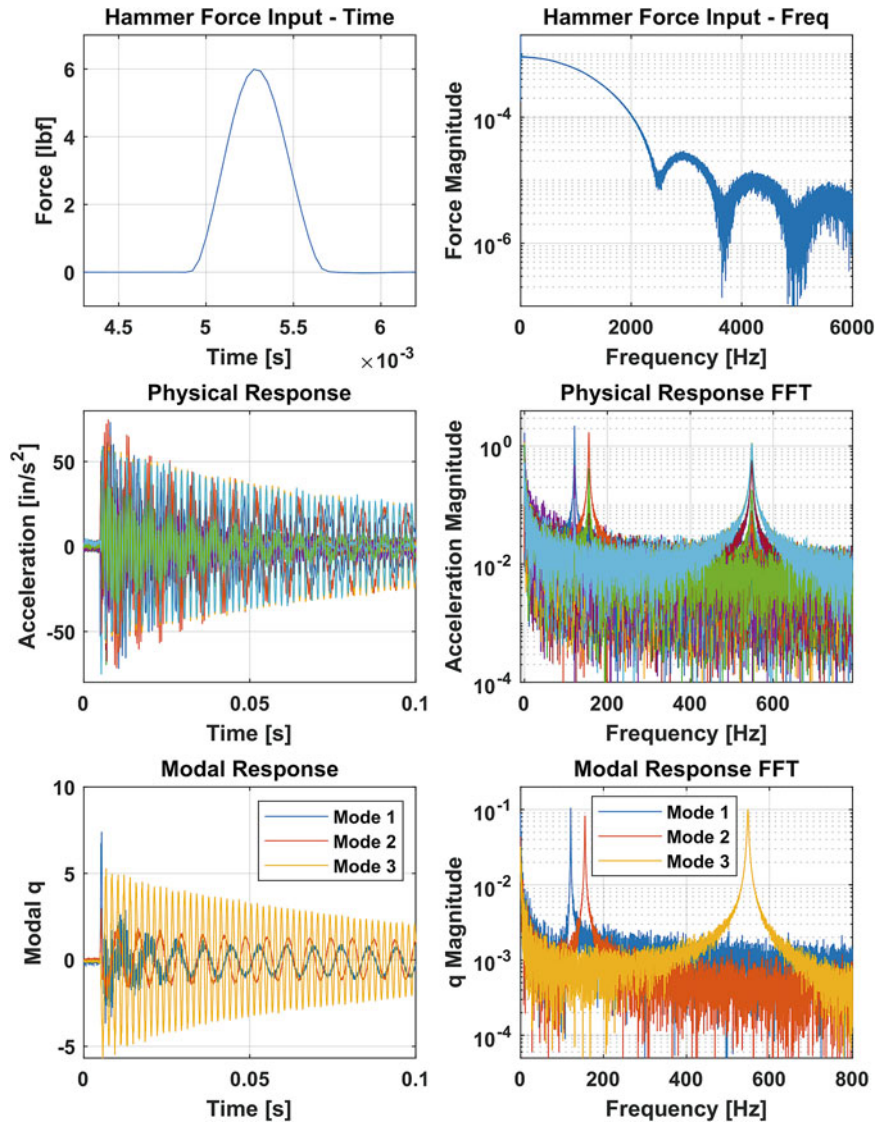 Hammer Force Input - Time
Force [lbf]
6
4
2
0
4.5
5
5.5
6
Time [s]
× 10⁻³
Hammer Force Input - Freq
Force Magnitude
10⁻⁴
10⁻⁶
0
2000
4000
6000
Frequency [Hz]
Physical Response
Acceleration [in/s²]
50
0
-50
0
0.05
0.1
Time [s]
Physical Response FFT
Acceleration Magnitude
10⁰
10⁻²
10⁻⁴
0
200
400
600
Frequency [Hz]
Modal Response
Modal q
10
5
0
-5
0
0.05
0.1
Time [s]
Mode 1
Mode 2
Mode 3
Modal Response FFT
q Magnitude
10⁻¹
10⁻²
10⁻³
10⁻⁴
0
200
400
600
800
Frequency [Hz]
Mode 1
Mode 2
Mode 3